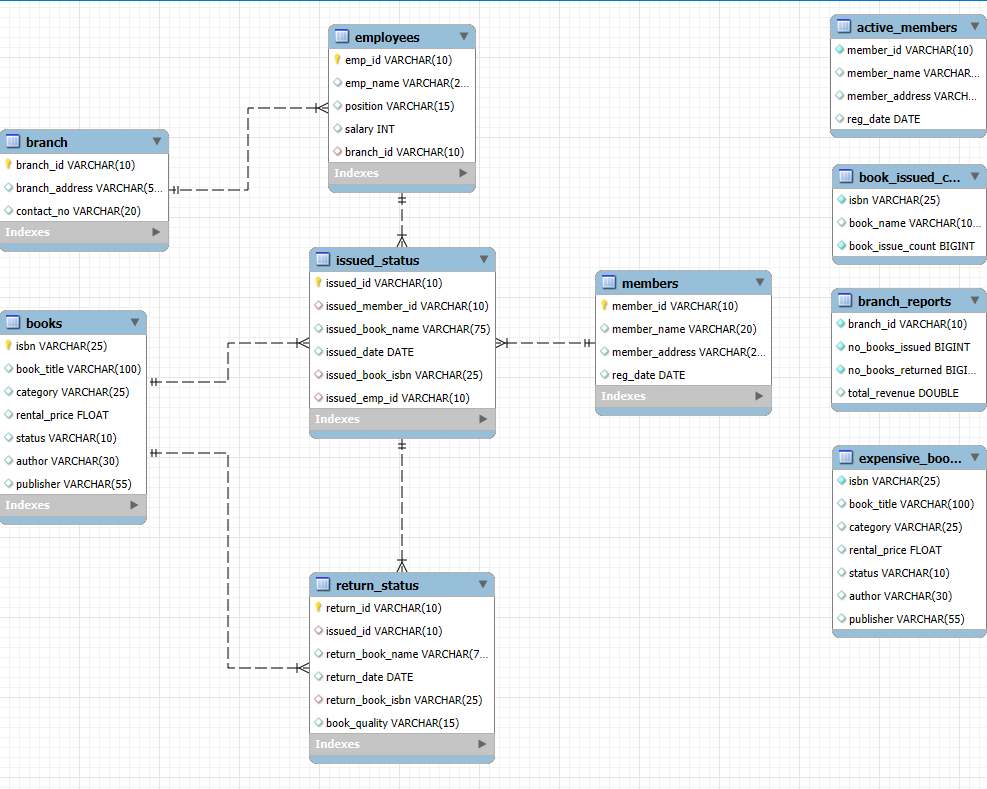 employees
emp_id VARCHAR(10)
emp_name VARCHAR(2...
position VARCHAR(15)
salary INT
branch_id VARCHAR(10)
Indexes
branch
branch_id VARCHAR(10)
branch_address VARCHAR(5...
contact_no VARCHAR(20)
Indexes
books
isbn VARCHAR(25)
book_title VARCHAR(100)
category VARCHAR(25)
rental_price FLOAT
status VARCHAR(10)
author VARCHAR(30)
publisher VARCHAR(55)
Indexes
issued_status
issued_id VARCHAR(10)
issued_member_id VARCHAR(10)
issued_book_name VARCHAR(75)
issued_date DATE
issued_book_isbn VARCHAR(25)
issued_emp_id VARCHAR(10)
Indexes
members
member_id VARCHAR(10)
member_name VARCHAR(20)
member_address VARCHAR(2...
reg_date DATE
Indexes
return_status
return_id VARCHAR(10)
issued_id VARCHAR(10)
return_book_name VARCHAR(7...
return_date DATE
return_book_isbn VARCHAR(25)
book_quality VARCHAR(15)
Indexes
active_members
member_id VARCHAR(10)
member_name VARCHAR...
member_address VARCH...
reg_date DATE
book_issued_c...
isbn VARCHAR(25)
book_name VARCHAR(10...
book_issue_count BIGINT
branch_reports
branch_id VARCHAR(10)
no_books_issued BIGINT
no_books_returned BIGI...
total_revenue DOUBLE
expensive_boo...
isbn VARCHAR(25)
book_title VARCHAR(100)
category VARCHAR(25)
rental_price FLOAT
status VARCHAR(10)
author VARCHAR(30)
publisher VARCHAR(55)